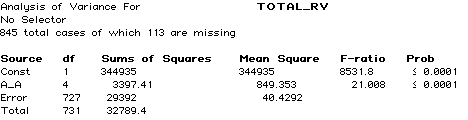 Analysis of Variance For TOTAL_RV
No Selector
845 total cases of which 113 are missing
Source df Sums of Squares Mean Square F-ratio Prob
Const 1 344935 344935 8531.8 ≤ 0.0001
A_A 4 3397.41 849.353 21.008 ≤ 0.0001
Error 727 29392 40.4292
Total 731 32789.4